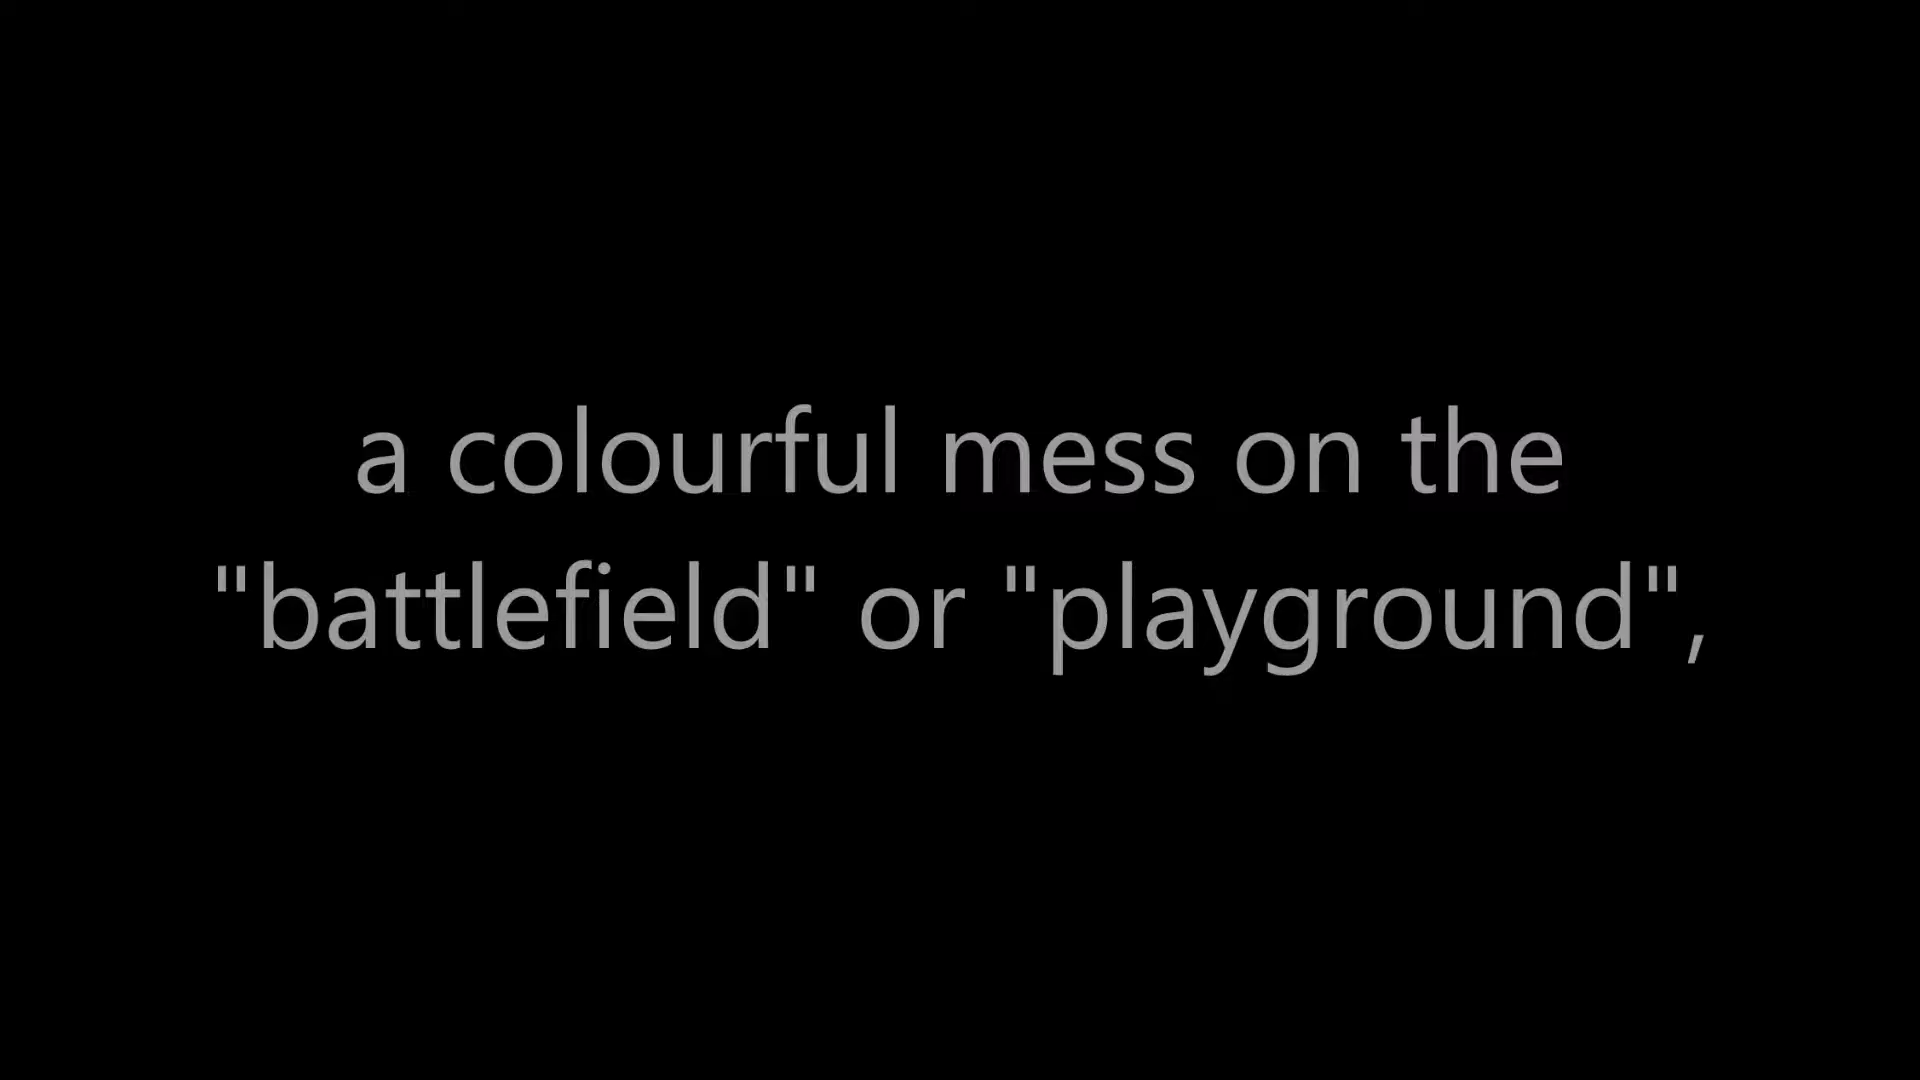 a colourful mess on the
"battlefield" or "playground",